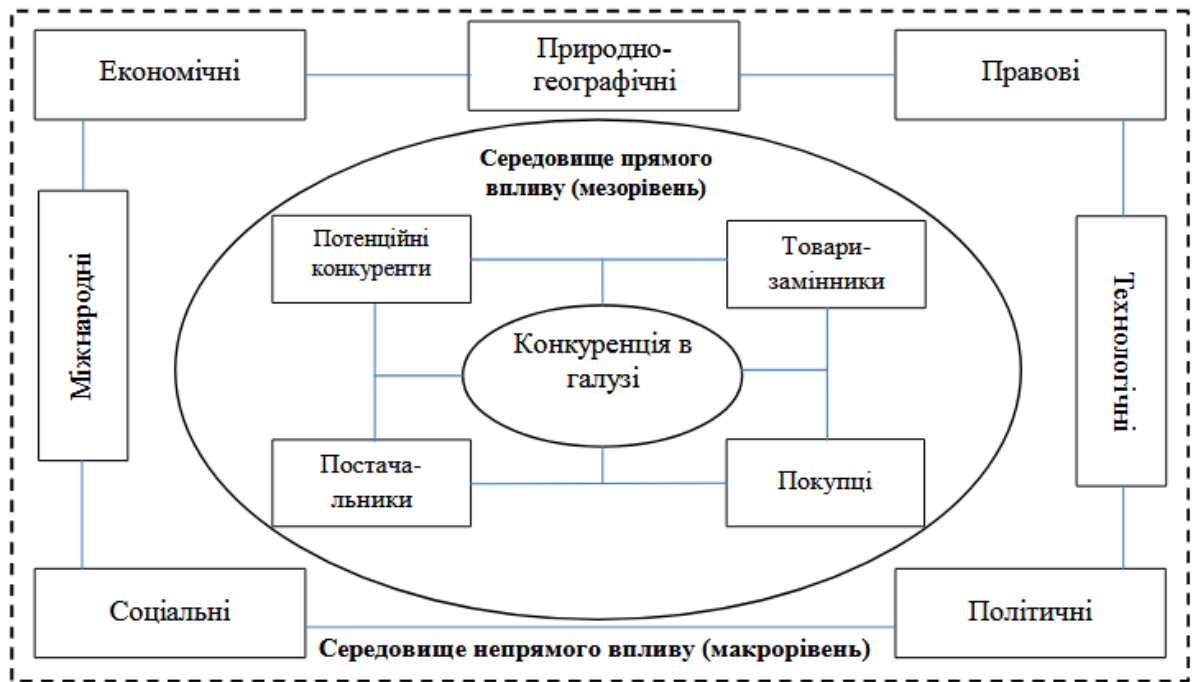 Економічні
Природно-
географічні
Правові
Середовище прямого
впливу (мезорівень)
Міжнародні
Потенційні
конкуренти
Товари-
замінники
Технологічні
Конкуренція в
галузі
Постача-
льники
Покупці
Соціальні
Політичні
Середовище непрямого впливу (макрорівень)